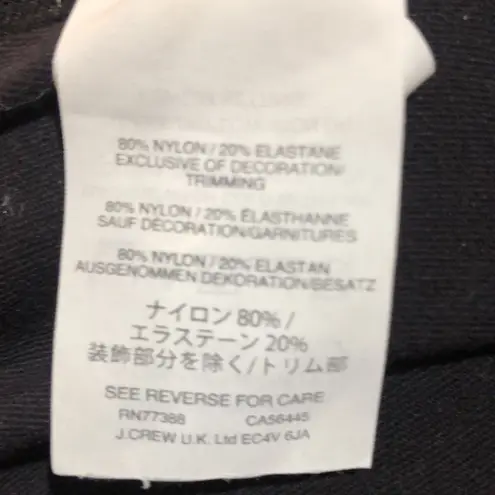 80% NYLON / 20% ELASTANE
EXCLUSIVE OF DECORATION/
TRIMMING
80% NYLON / 20% ÉLASTHANNE
SAUF DÉCORATION/GARNITURES
80% NYLON / 20% ELASTAN
AUSGENOMMEN DEKORATION/BESATZ
ナイロン 80% /
エラステーン 20%
装飾部分を除く/トリム部
SEE REVERSE FOR CARE
RN77388 CA56445
J.CREW U.K. Ltd EC4V 6JA